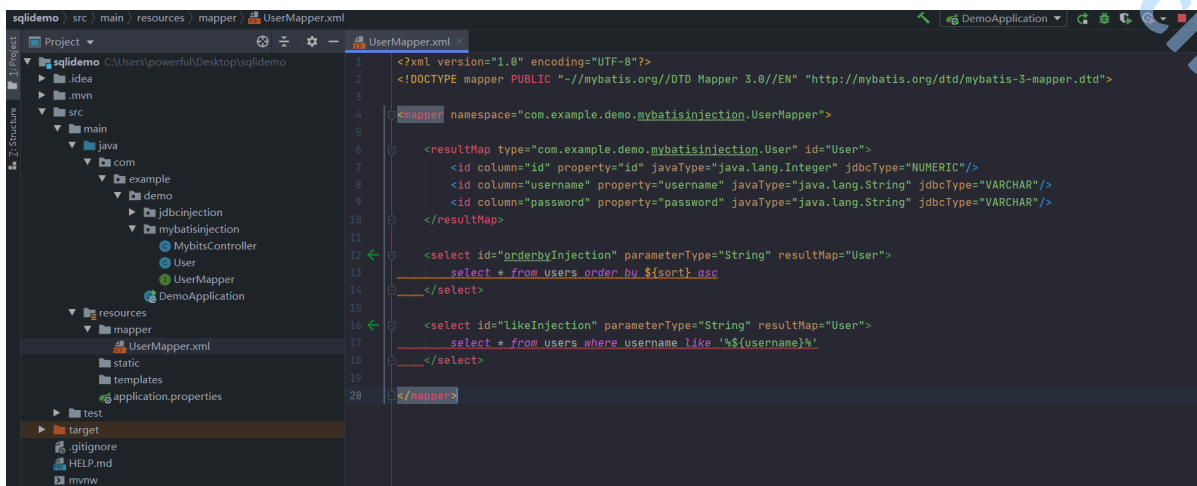 sqlidemo src main resources mapper UserMapper.xml DemoApplication
1: Project
Z: Structure
Project
sqlidemo C:\Users\powerful\Desktop\sqlidemo
.idea
.mvn
src
main
java
com
example
demo
jdbcinjection
mybatisinjection
MybitsController
User
UserMapper
DemoApplication
resources
mapper
UserMapper.xml
static
templates
application.properties
test
target
.gitignore
HELP.md
mvnw
UserMapper.xml
1 <?xml version="1.0" encoding="UTF-8"?>
2 <!DOCTYPE mapper PUBLIC "-//mybatis.org//DTD Mapper 3.0//EN" "http://mybatis.org/dtd/mybatis-3-mapper.dtd">
3
4 <mapper namespace="com.example.demo.mybatisinjection.UserMapper">
5
6 <resultMap type="com.example.demo.mybatisinjection.User" id="User">
7 <id column="id" property="id" javaType="java.lang.Integer" jdbcType="NUMERIC"/>
8 <id column="username" property="username" javaType="java.lang.String" jdbcType="VARCHAR"/>
9 <id column="password" property="password" javaType="java.lang.String" jdbcType="VARCHAR"/>
10 </resultMap>
11
12 <select id="orderbyInjection" parameterType="String" resultMap="User">
13 select * from users order by ${sort} asc
14 </select>
15
16 <select id="likeInjection" parameterType="String" resultMap="User">
17 select * from users where username like '%${username}%'
18 </select>
19
20 </mapper>